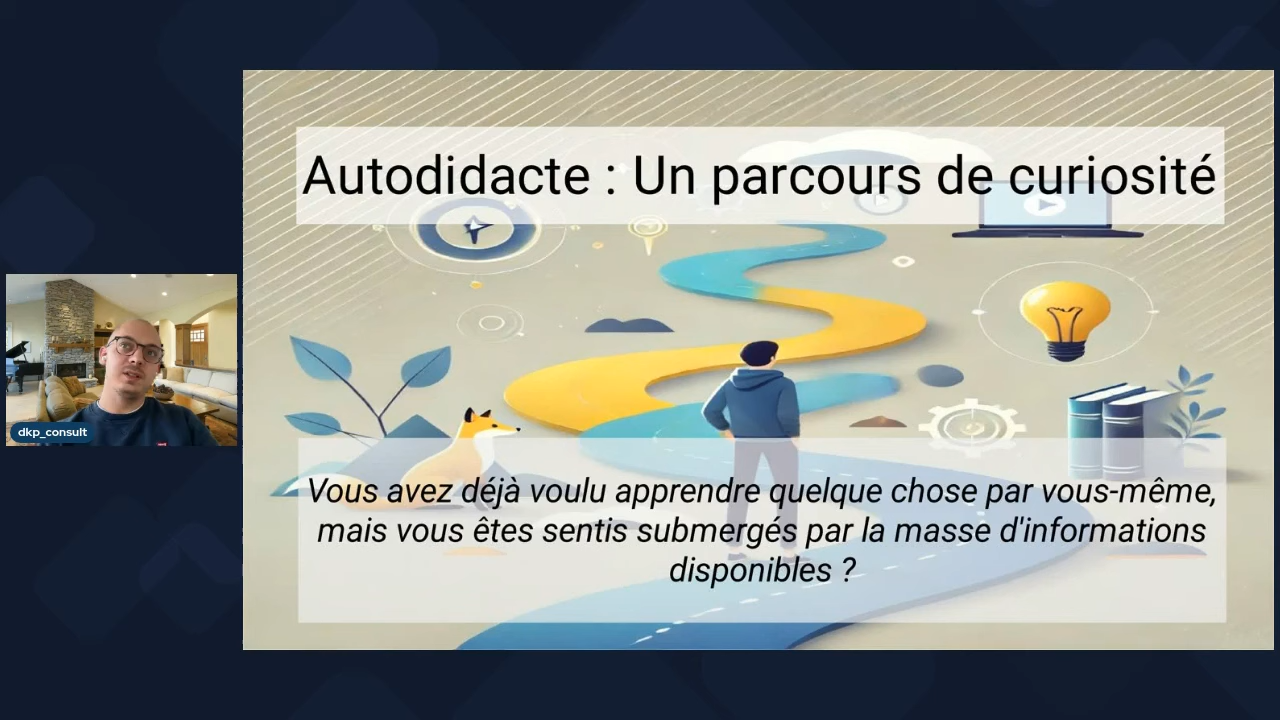 Autodidacte : Un parcours de curiosité
dkp_consult
Vous avez déjà voulu apprendre quelque chose par vous-même,
mais vous êtes sentis submergés par la masse d'informations
disponibles ?